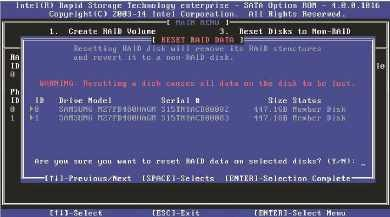 Intel(R) Rapid Storage Technology enterprise - SATA Option ROM - 4.0.0.1016
Copyright(C) 2003-14 Intel Corporation. All Rights Reserved.
[ MAIN MENU ]
1. Create RAID Volume 3. Reset Disks to Non-RAID
[ RESET RAID DATA ]
Resetting RAID disk will remove its RAID structures
and revert it to a non-RAID disk.
WARNING: Resetting a disk causes all data on the disk to be lost.
ID Drive Model Serial # Size Status
0 SAMSUNG 447.1GB Member Disk
1 SAMSUNG 447.1GB Member Disk
Are you sure you want to reset RAID data on selected disks? (Y/N):
[↑↓]-Previous/Next [SPACE]-Selects [ENTER]-Selection Complete
[↑↓]-Select [ESC]-Exit [ENTER]-Select Menu